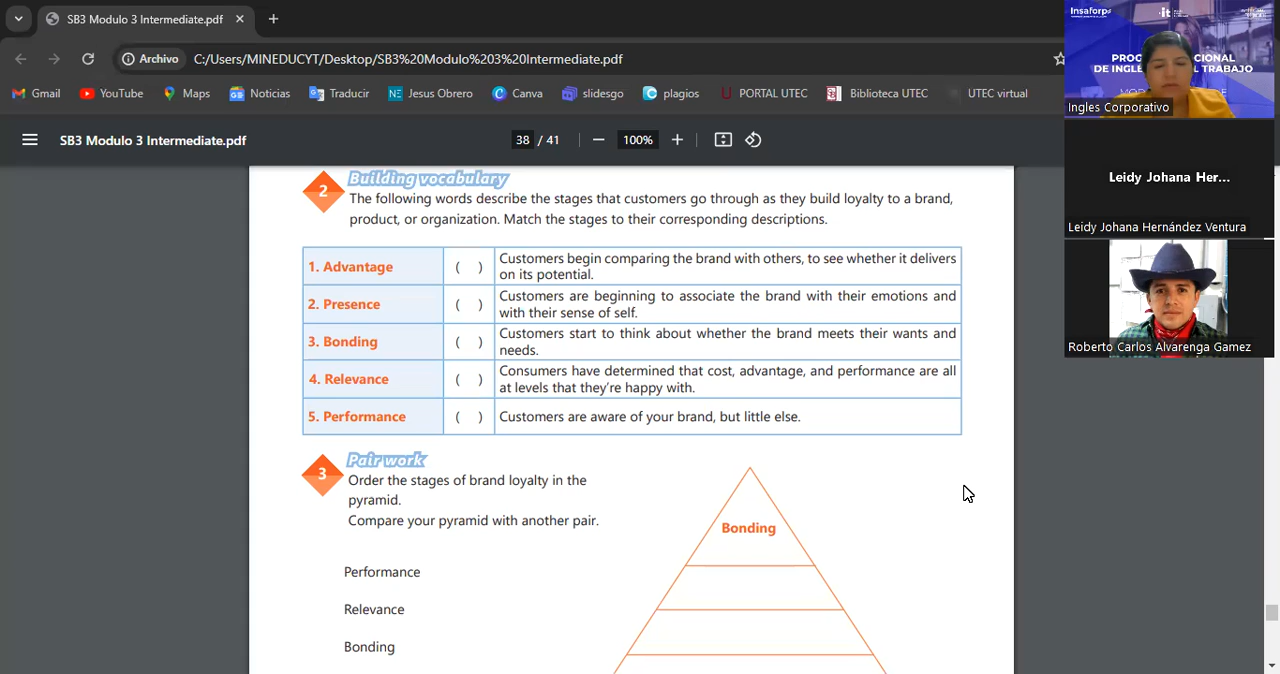 SB3 Modulo 3 Intermediate.pdf
Archivo C:/Users/MINEDUCYT/Desktop/SB3%20Modulo%203%20Intermediate.pdf
Gmail YouTube Maps Noticias Traducir Jesus Obrero Canva slidesgo plagios PORTAL UTEC Biblioteca UTEC UTEC virtual
SB3 Modulo 3 Intermediate.pdf 38 / 41 100%
2 Building vocabulary
The following words describe the stages that customers go through as they build loyalty to a brand,
product, or organization. Match the stages to their corresponding descriptions.
1. Advantage ( ) Customers begin comparing the brand with others, to see whether it delivers
on its potential.
2. Presence ( ) Customers are beginning to associate the brand with their emotions and
with their sense of self.
3. Bonding ( ) Customers start to think about whether the brand meets their wants and
needs.
4. Relevance ( ) Consumers have determined that cost, advantage, and performance are all
at levels that they're happy with.
5. Performance ( ) Customers are aware of your brand, but little else.
3 Pair work
Order the stages of brand loyalty in the
pyramid.
Compare your pyramid with another pair.
Performance
Relevance
Bonding
Bonding
Insaforp it
Ingles Corporativo
Leidy Johana Her...
Leidy Johana Hernández Ventura
Roberto Carlos Alvarenga Gamez